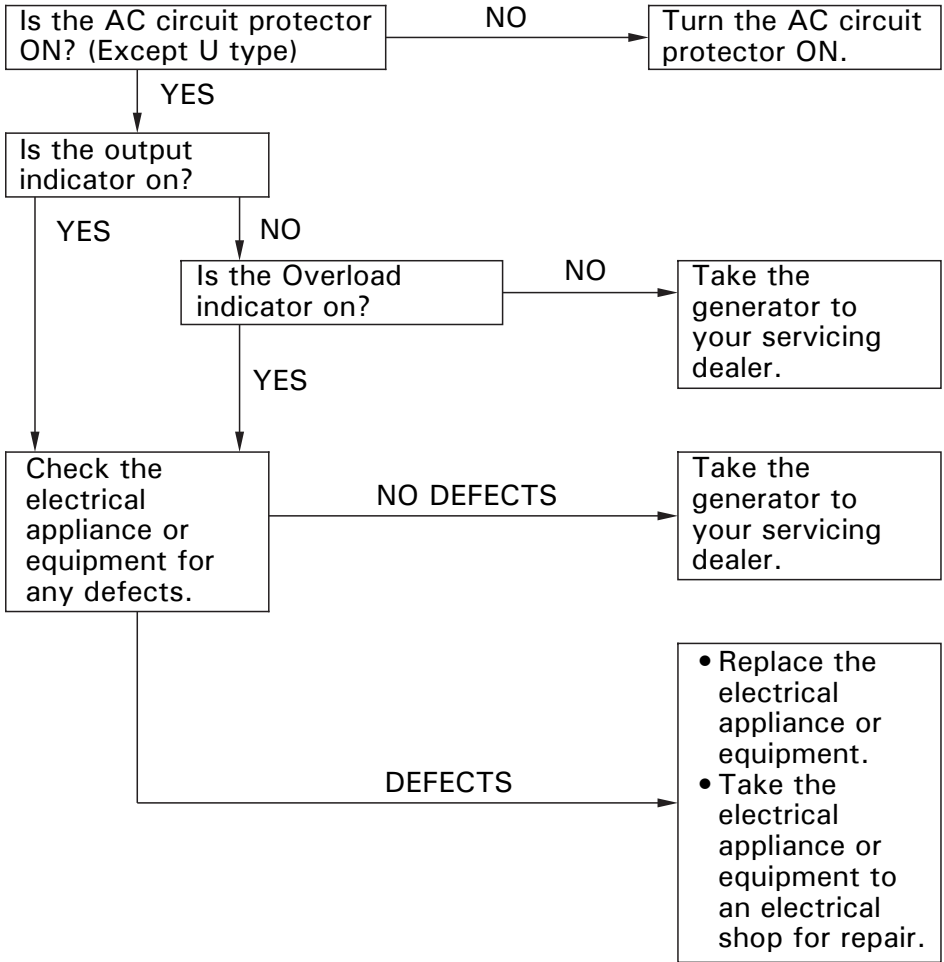 Is the AC circuit protector
ON? (Except U type)
NO
Turn the AC circuit
protector ON.
YES
Is the output
indicator on?
YES
NO
Is the Overload
indicator on?
NO
Take the
generator to
your servicing
dealer.
YES
Check the
electrical
appliance or
equipment for
any defects.
NO DEFECTS
Take the
generator to
your servicing
dealer.
DEFECTS
• Replace the
electrical
appliance or
equipment.
• Take the
electrical
appliance or
equipment to
an electrical
shop for repair.